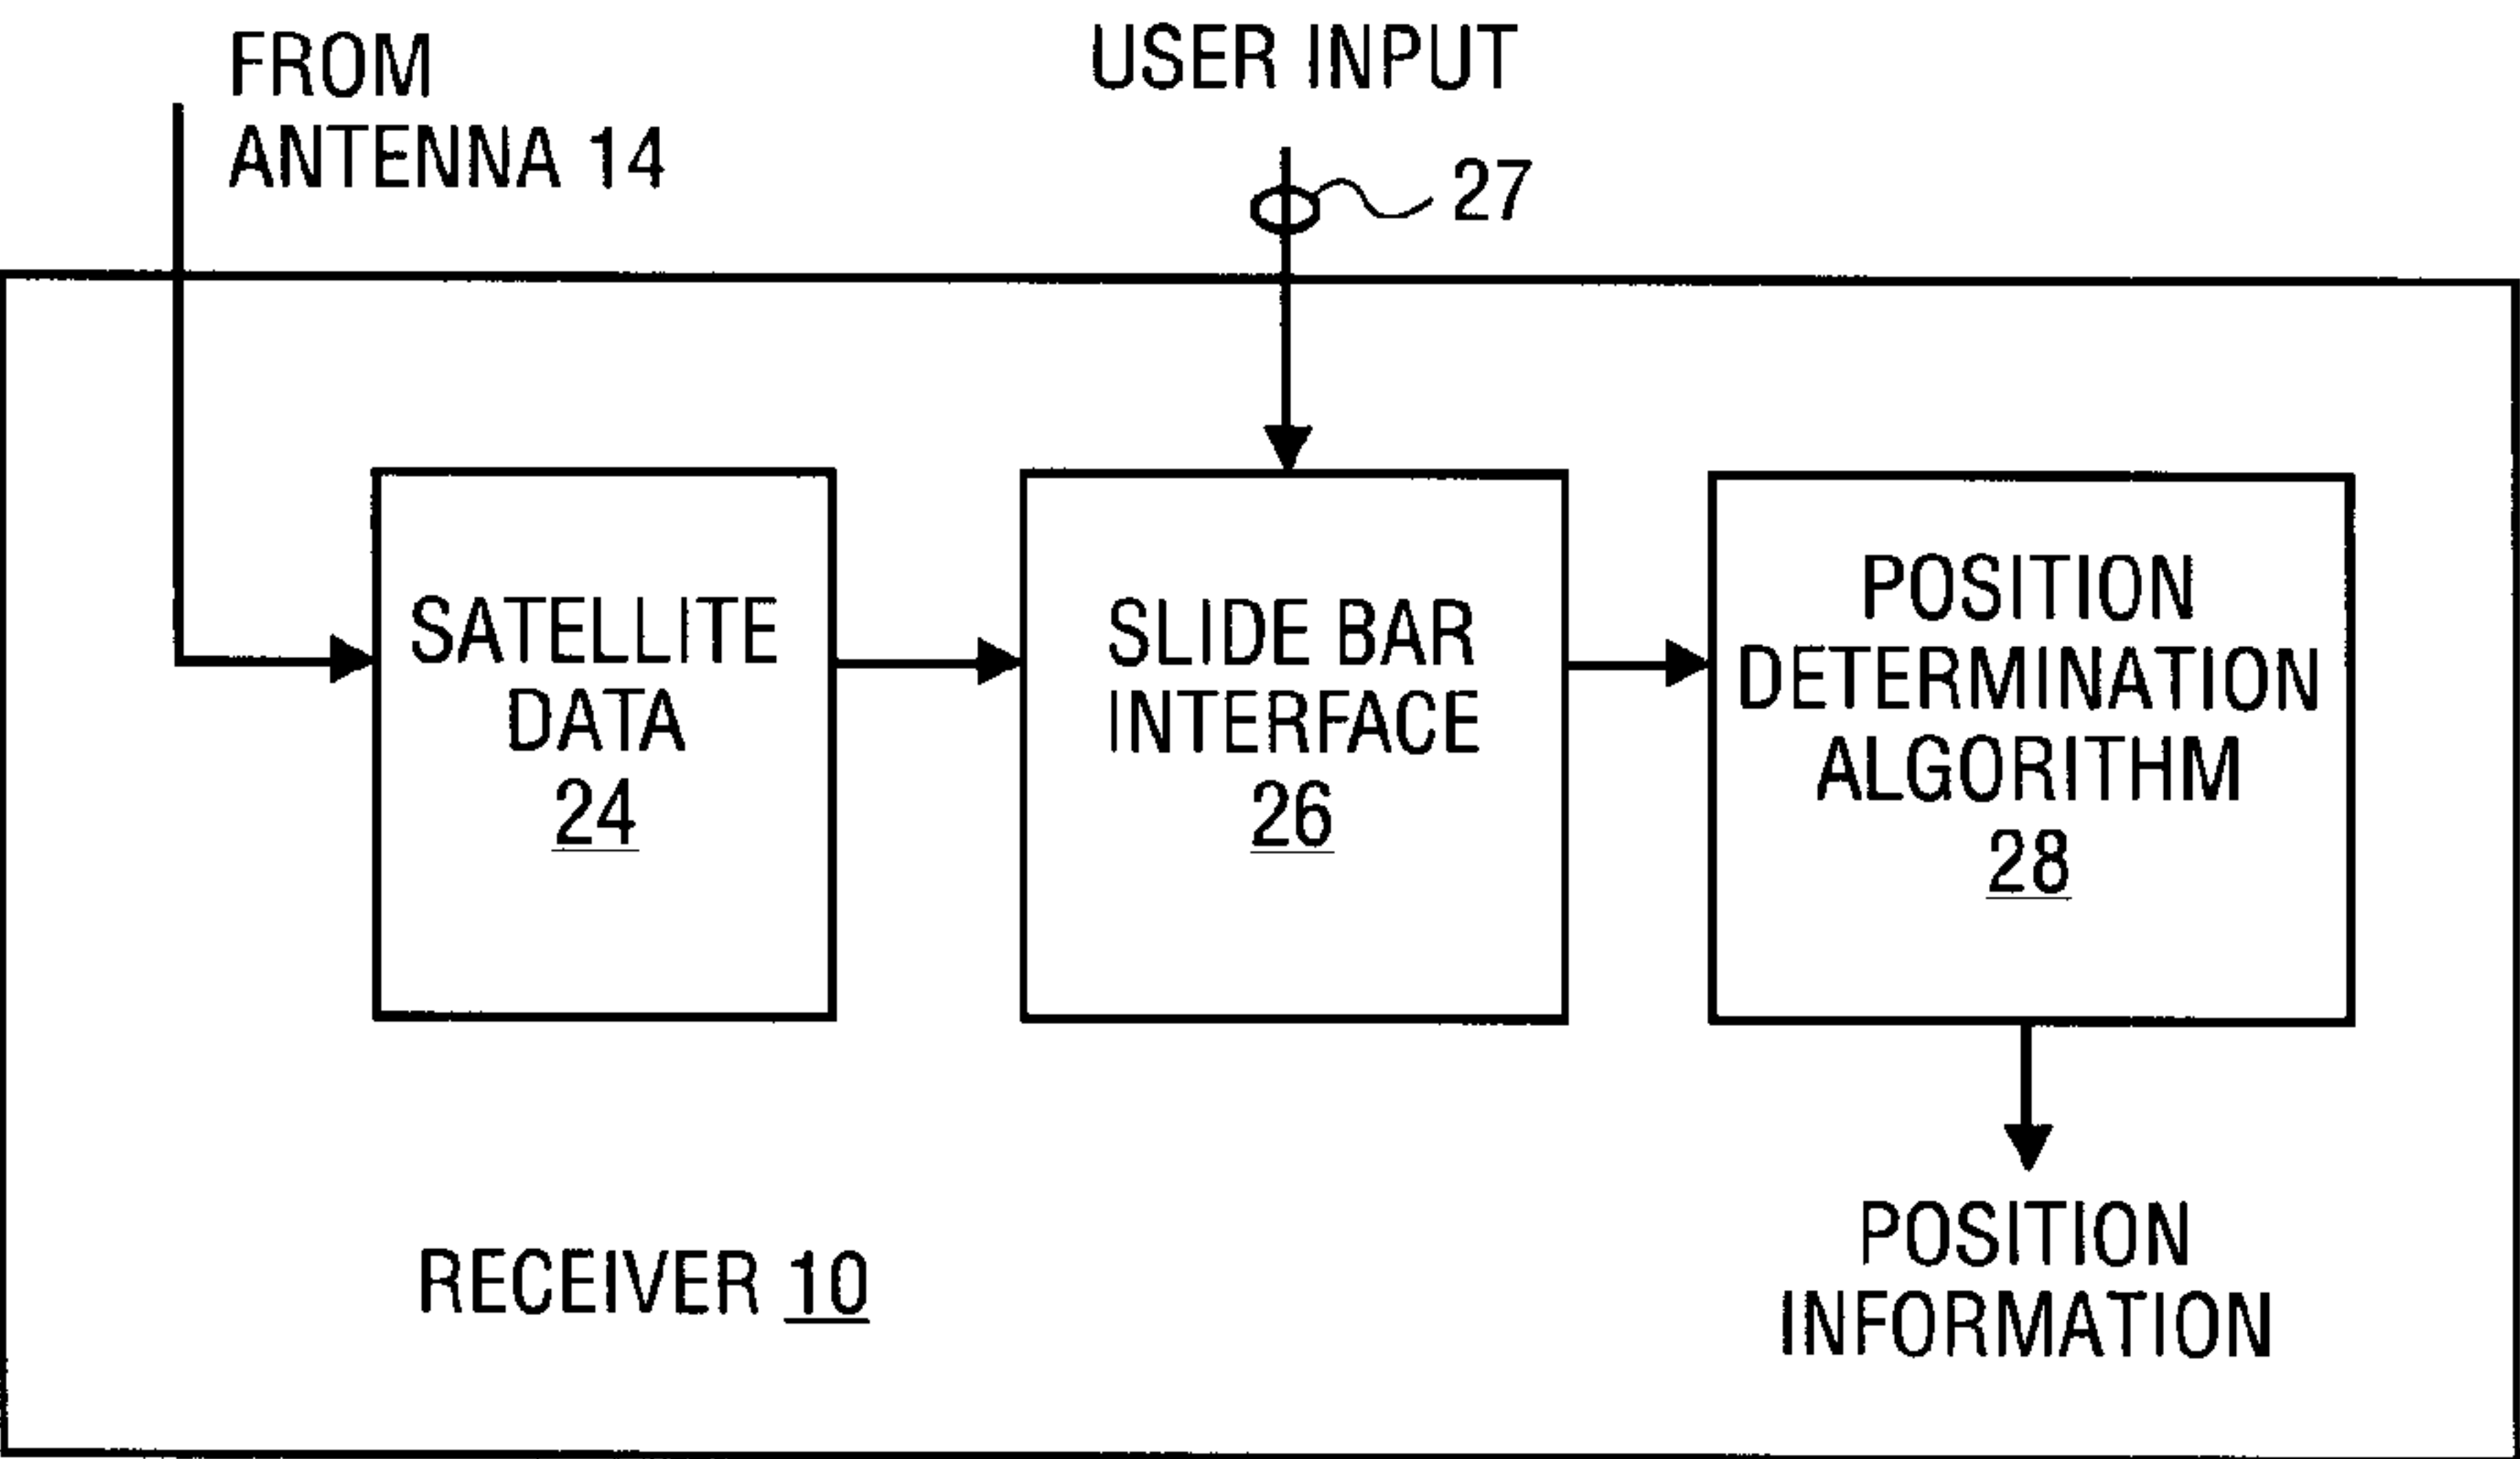 FROM
ANTENNA 14
USER INPUT
27
SATELLITE
DATA
24
SLIDE BAR
INTERFACE
26
POSITION
DETERMINATION
ALGORITHM
28
RECEIVER 10
POSITION
INFORMATION